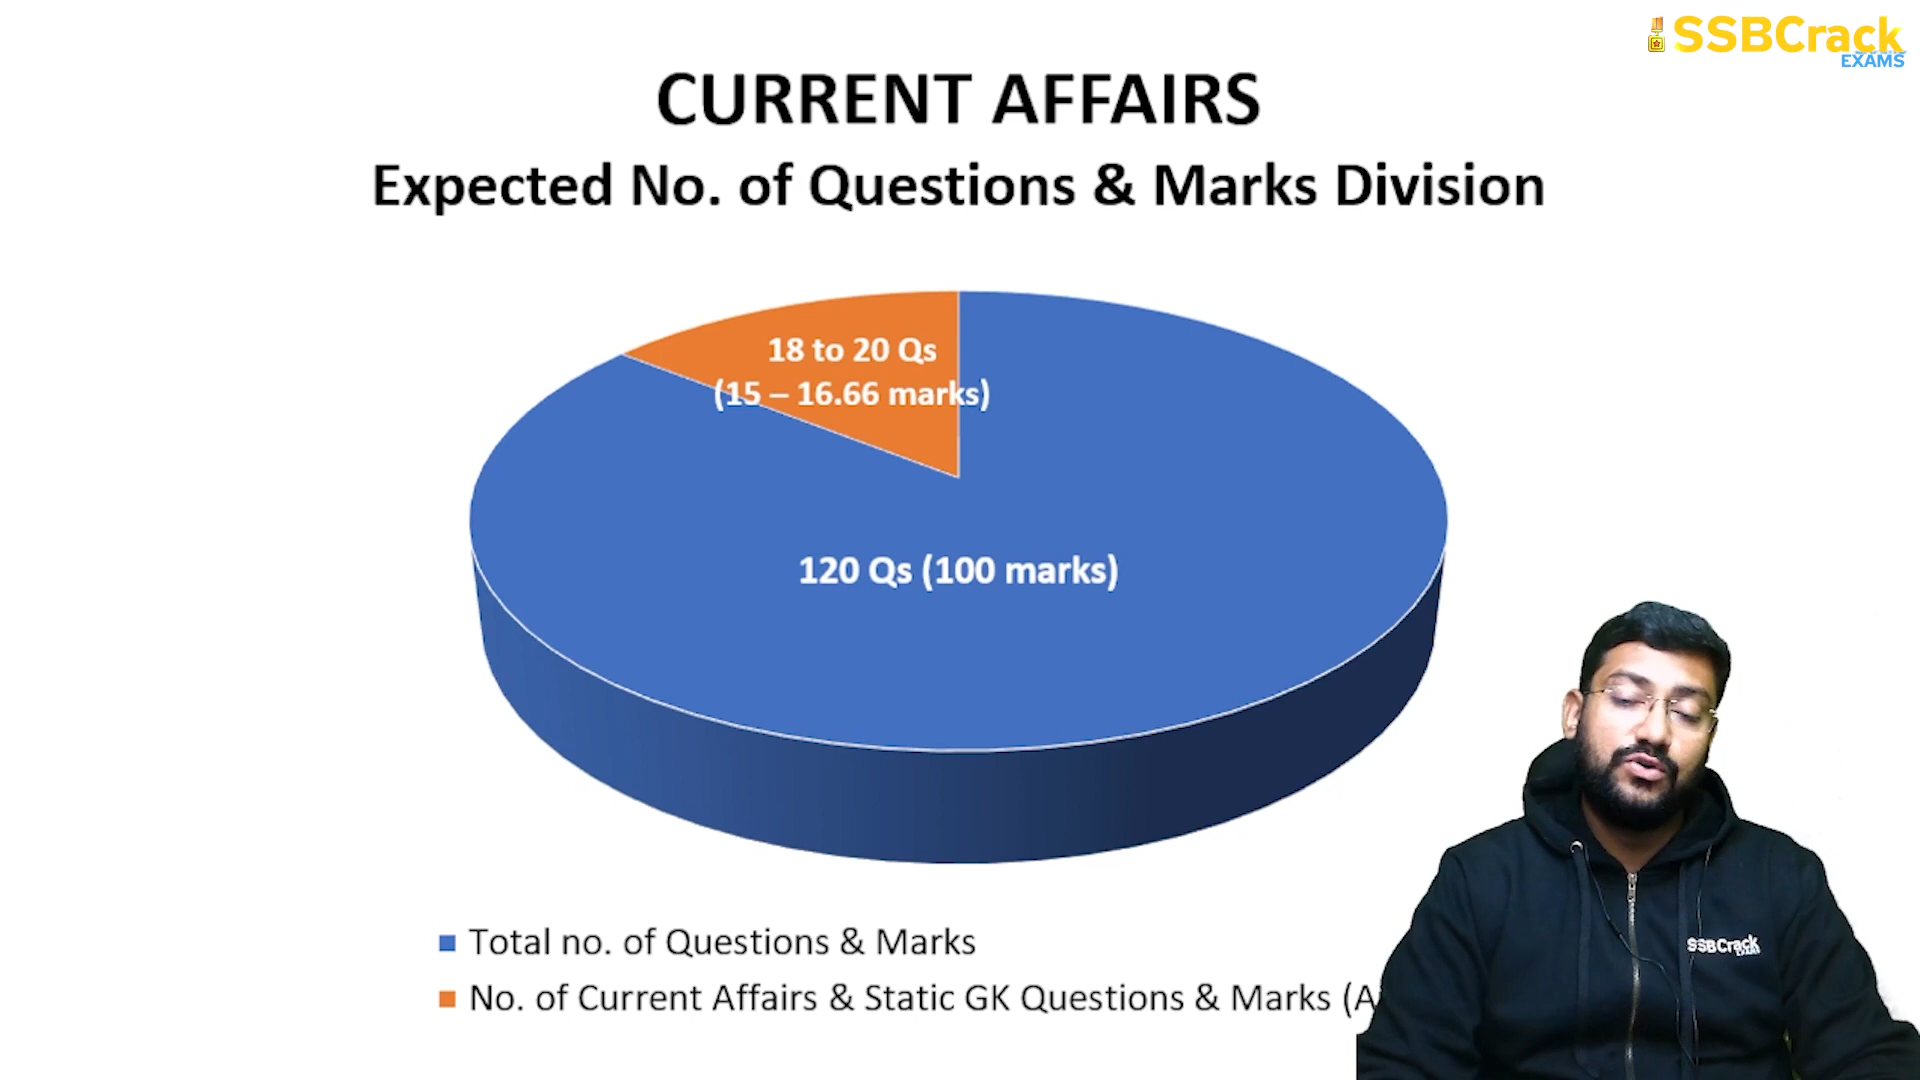 SSBCrack
EXAMS
CURRENT AFFAIRS
Expected No. of Questions & Marks Division
18 to 20 Qs
(15 – 16.66 marks)
120 Qs (100 marks)
Total no. of Questions & Marks
No. of Current Affairs & Static GK Questions & Marks (A
SSBCrack
EXAMS